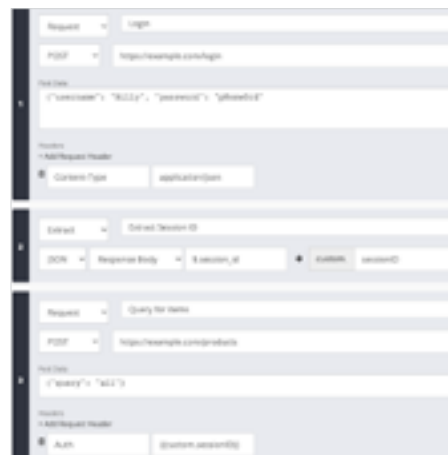 Request Login
POST https://example.com/login
Post Data
{"username": "Billy", "password":
1
Headers
+ Add Request Header
Content-Type application/json
2
Extract Extract Session ID
JSON Response Body $.session_id sessionID
Request Query for Items
POST https://example.com/products
Post Data
{"query": "all"}
3
Headers
+ Add Request Header
Auth {{custom.sessionID}}